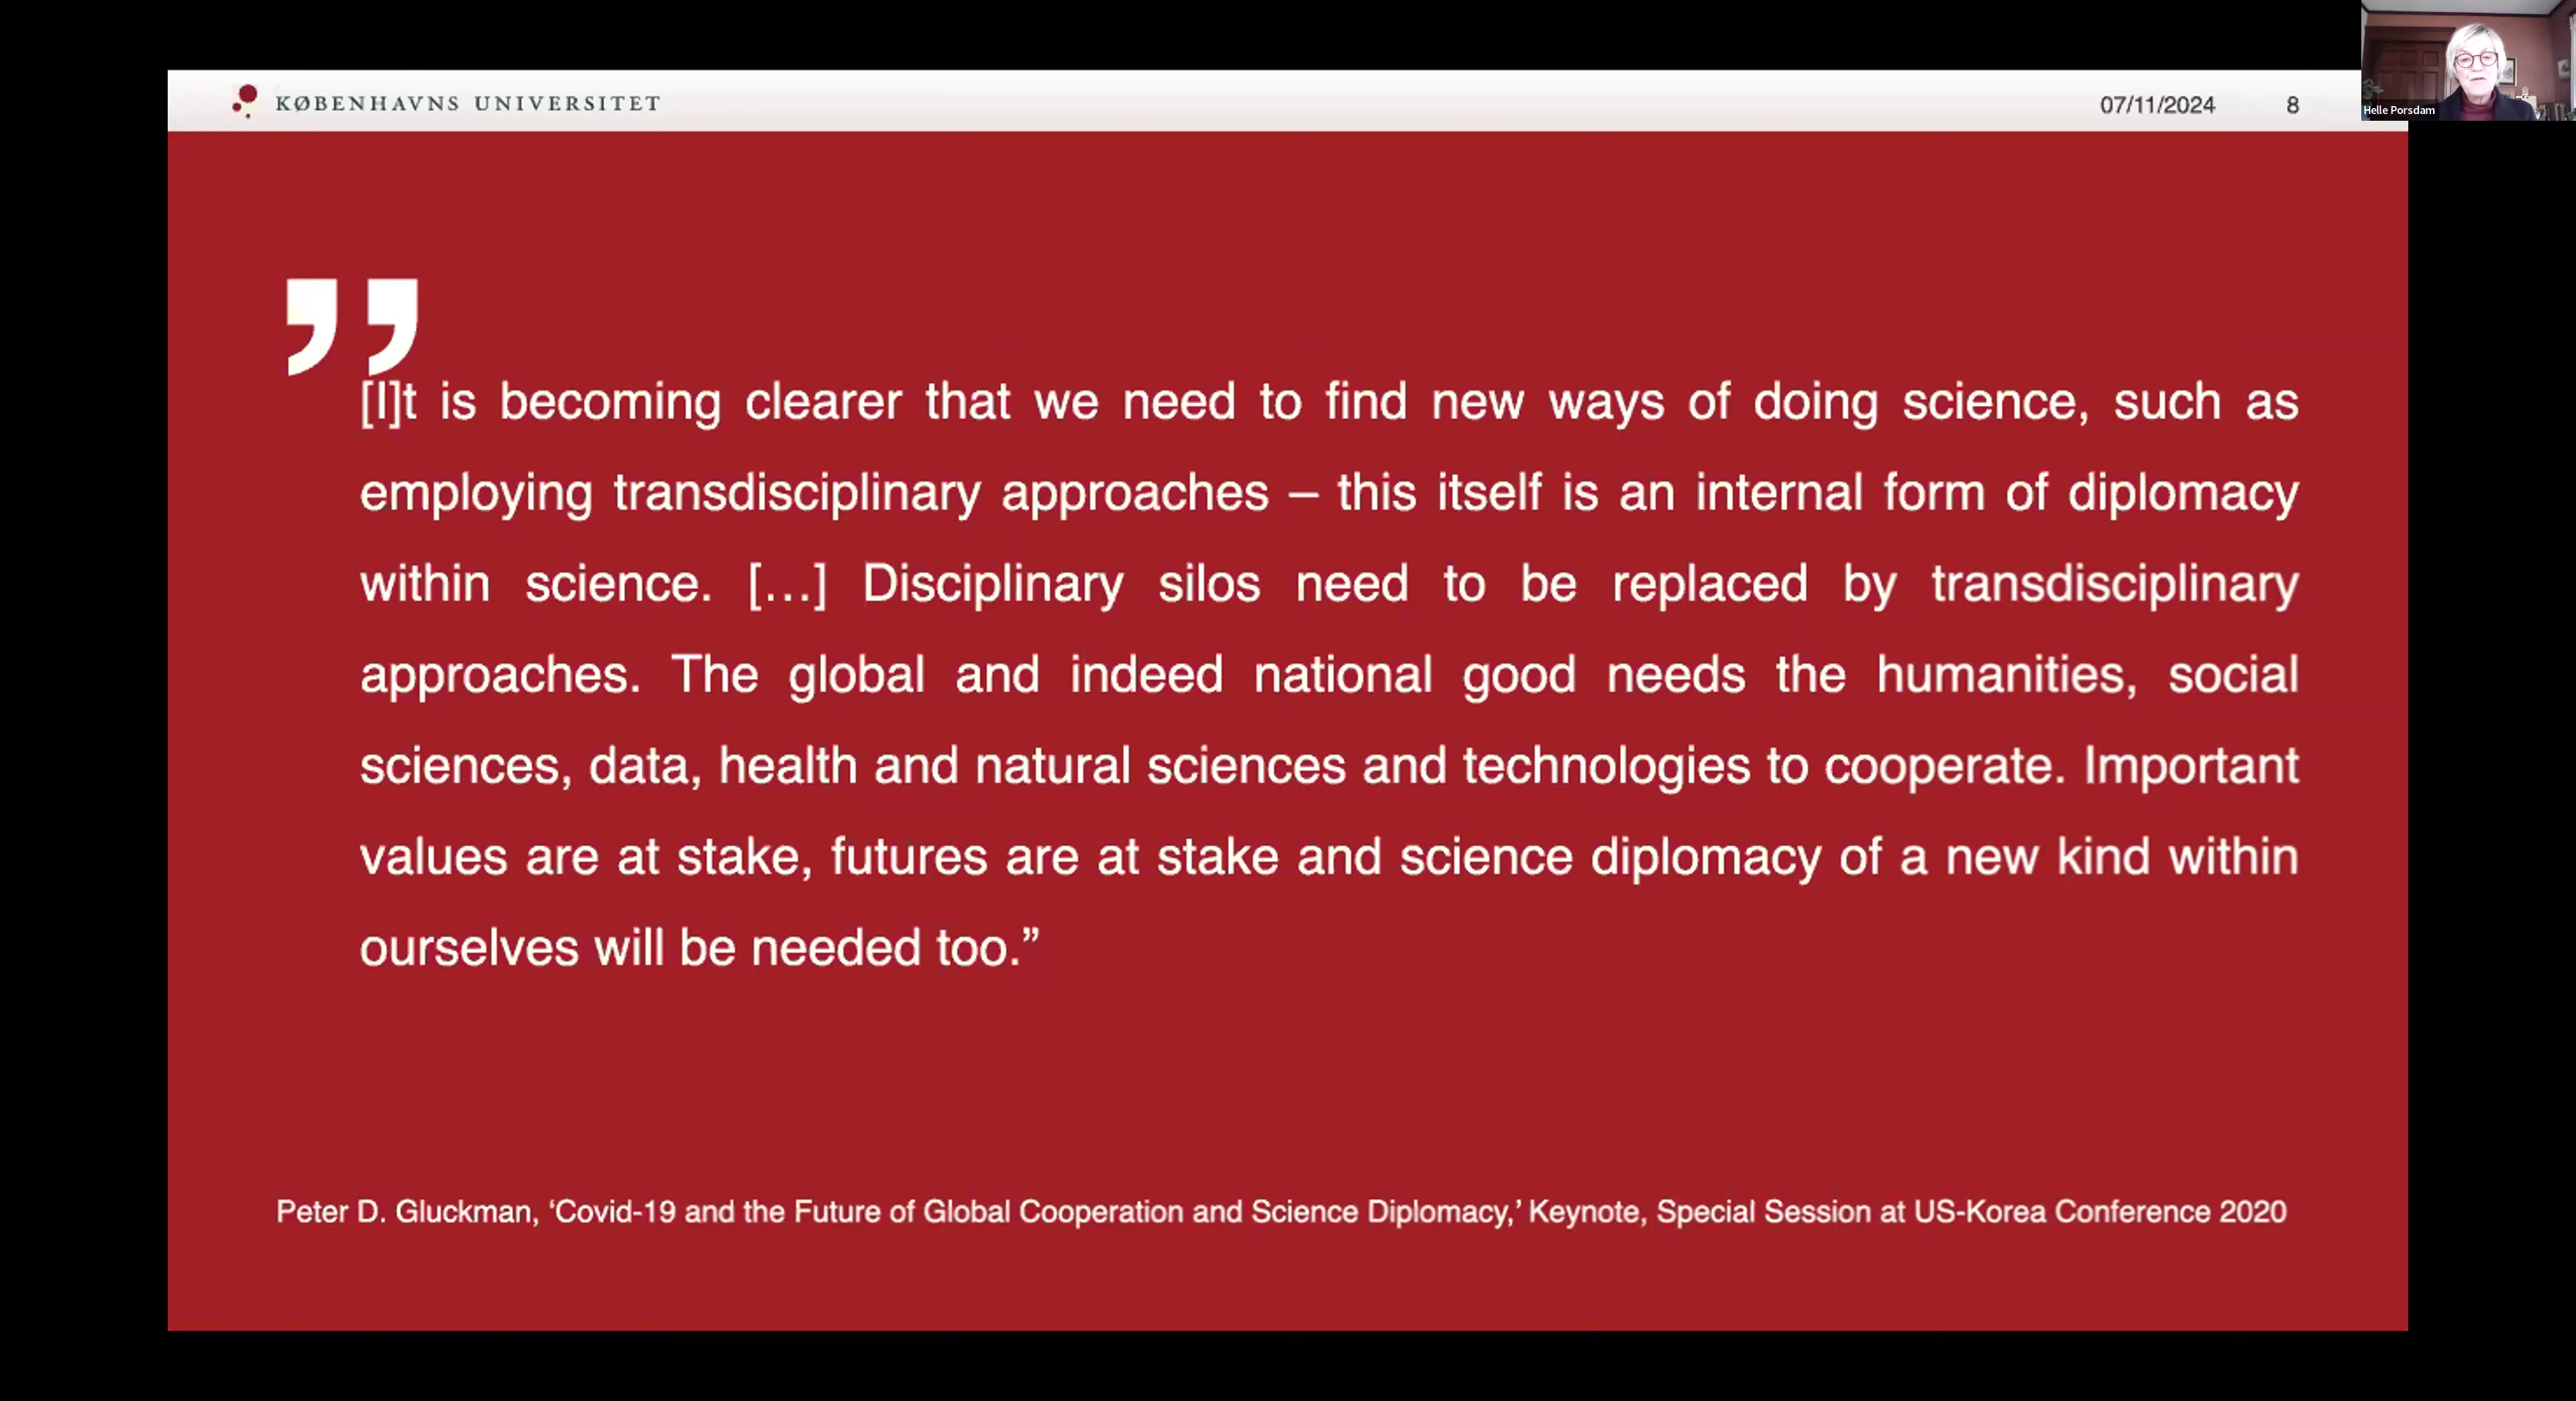 KØBENHAVNS UNIVERSITET
07/11/2024 8
Helle Porsdam
”
[I]t is becoming clearer that we need to find new ways of doing science, such as
employing transdisciplinary approaches – this itself is an internal form of diplomacy
within science. […] Disciplinary silos need to be replaced by transdisciplinary
approaches. The global and indeed national good needs the humanities, social
sciences, data, health and natural sciences and technologies to cooperate. Important
values are at stake, futures are at stake and science diplomacy of a new kind within
ourselves will be needed too.”
Peter D. Gluckman, ‘Covid-19 and the Future of Global Cooperation and Science Diplomacy,’ Keynote, Special Session at US-Korea Conference 2020